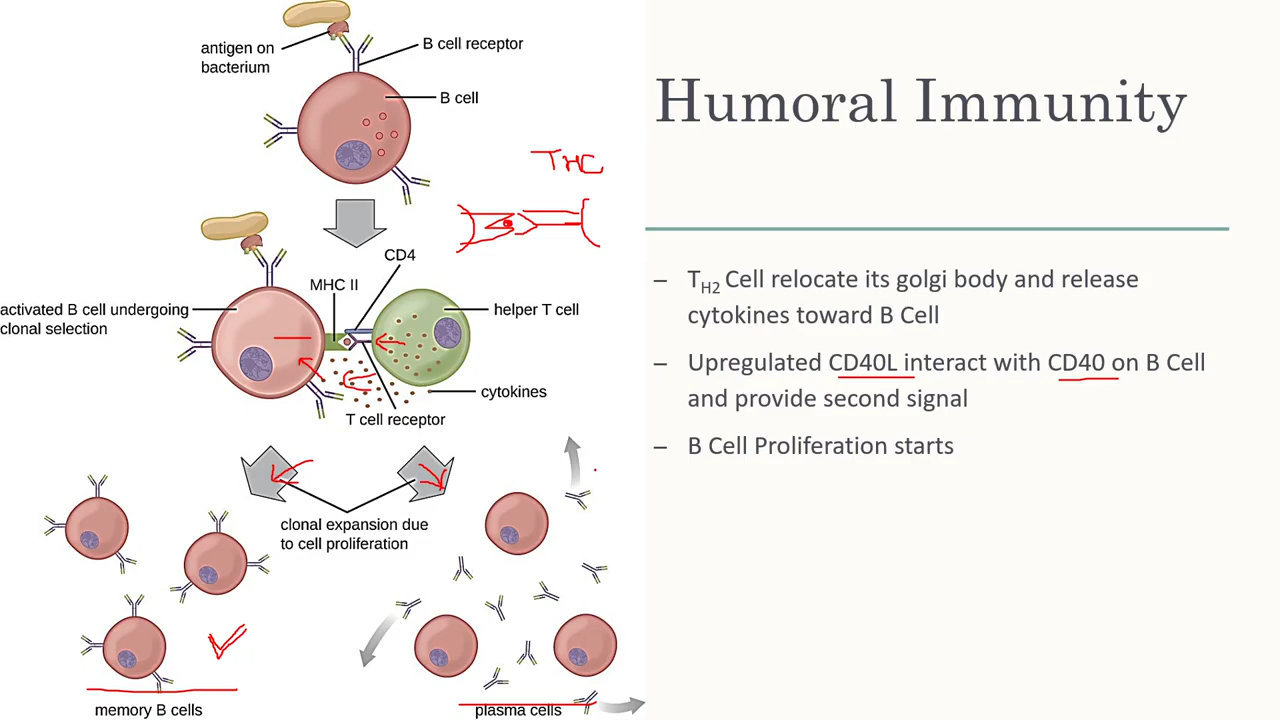 antigen on
bacterium
B cell receptor
B cell
THC
CD4
MHC II
activated B cell undergoing
clonal selection
helper T cell
cytokines
T cell receptor
clonal expansion due
to cell proliferation
memory B cells
plasma cells
Humoral Immunity
– TH2 Cell relocate its golgi body and release
cytokines toward B Cell
– Upregulated CD40L interact with CD40 on B Cell
and provide second signal
– B Cell Proliferation starts